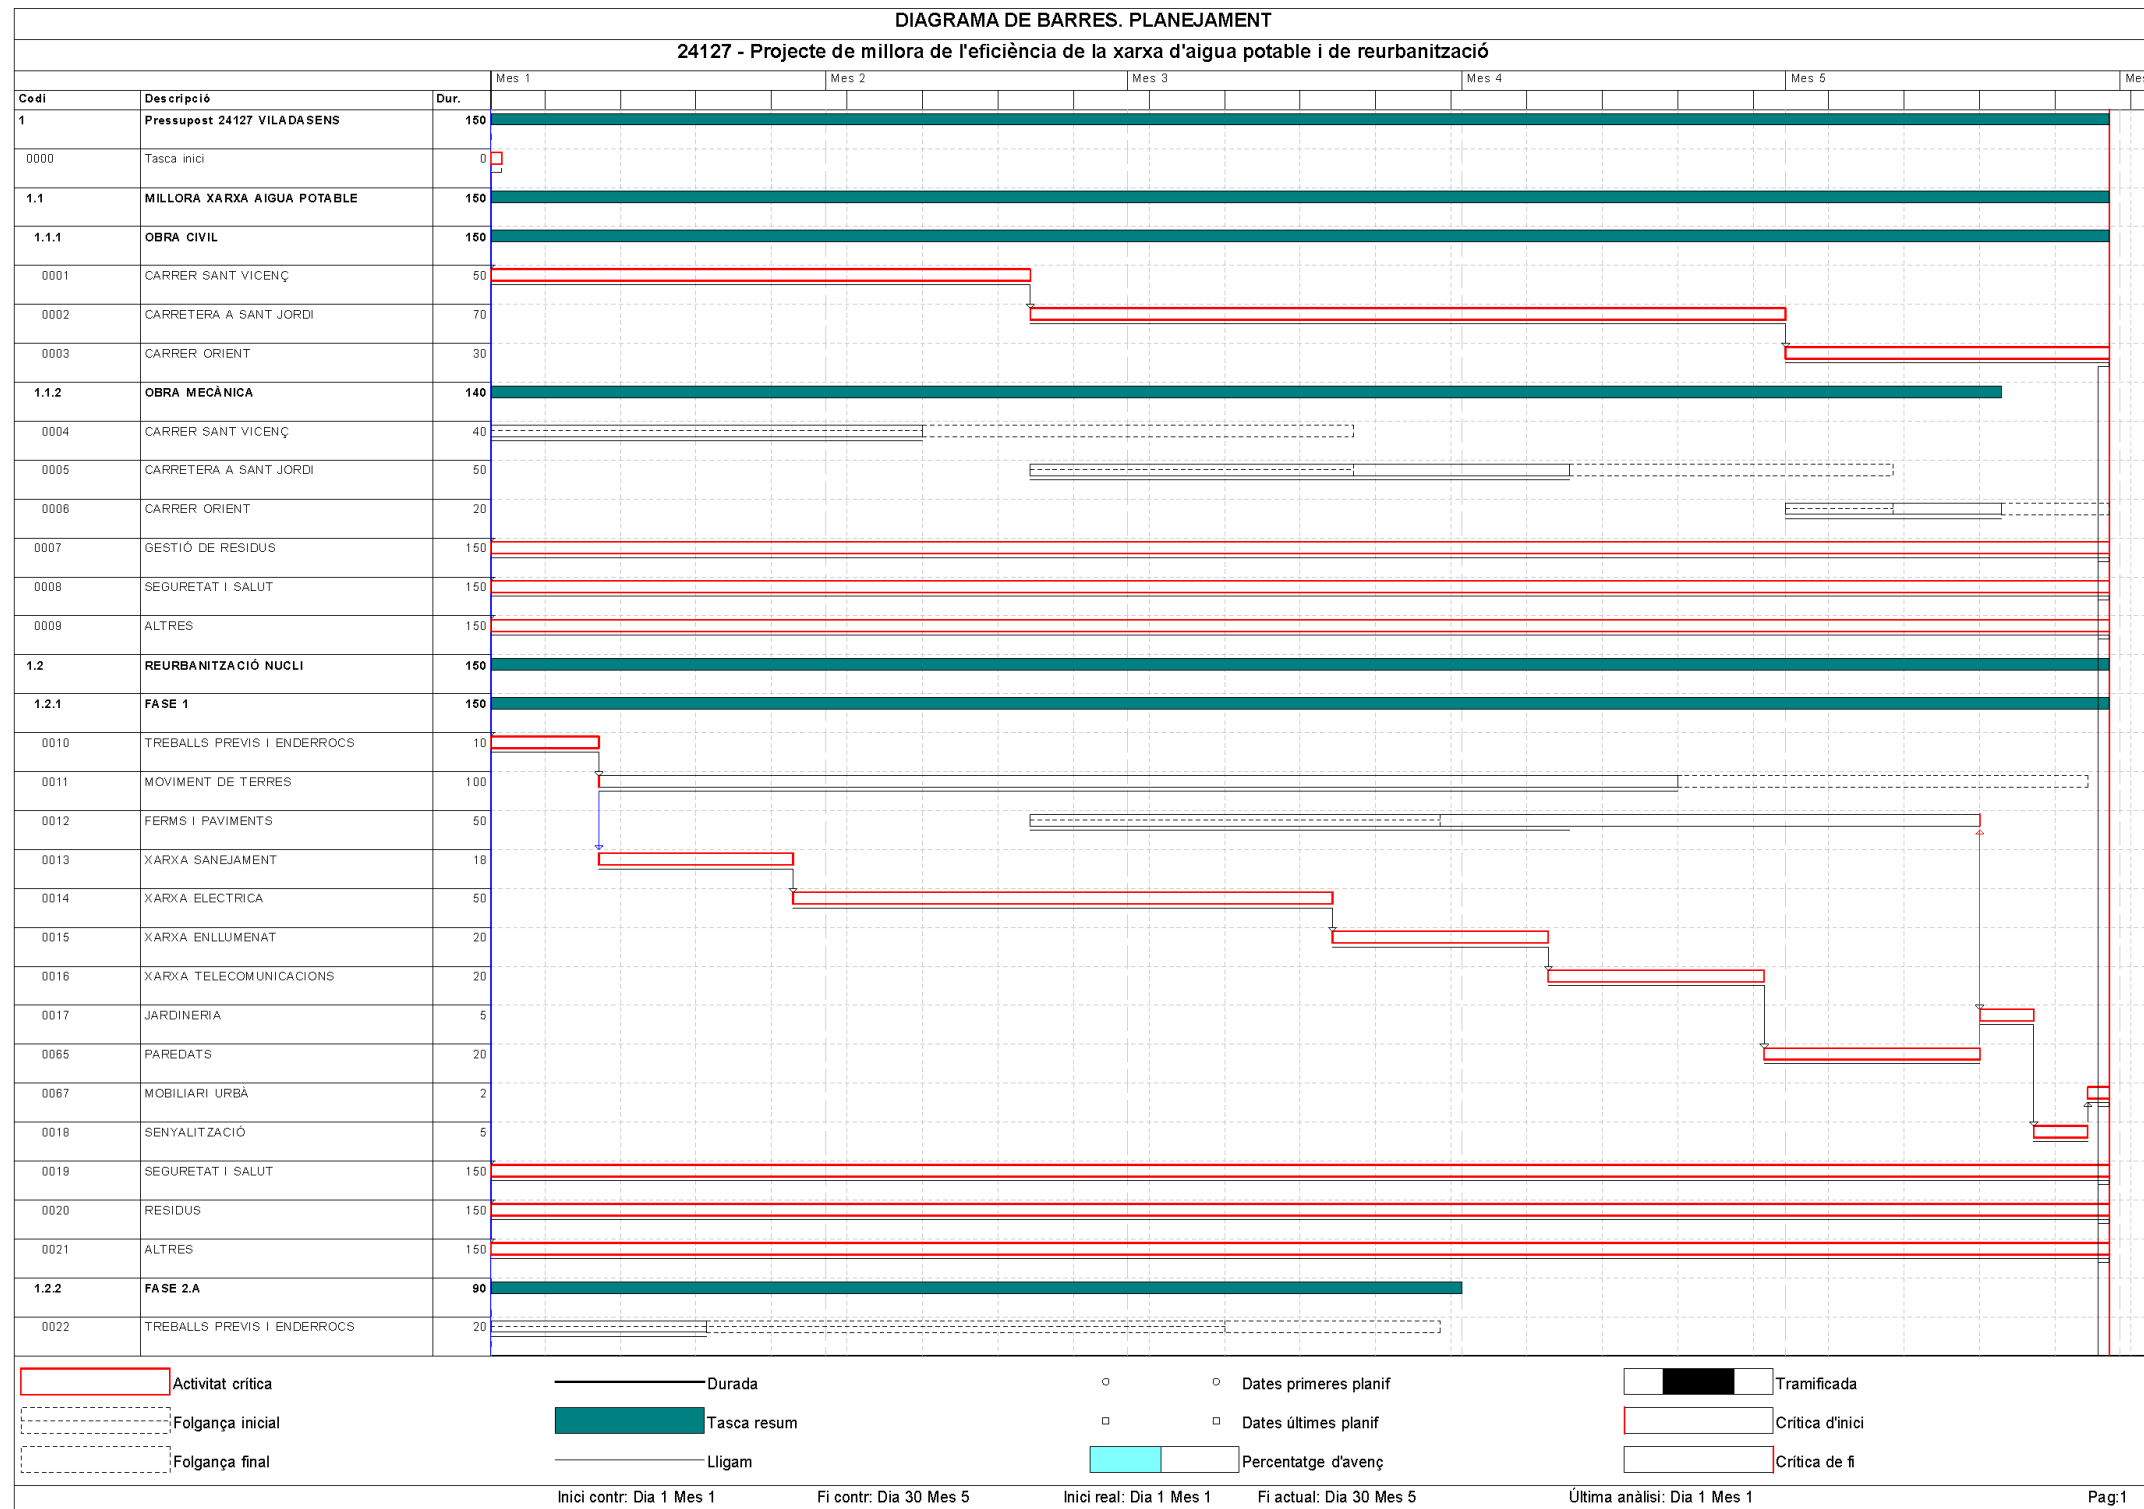 DIAGRAMA DE BARRES. PLANEJAMENT
24127 - Projecte de millora de l'eficiència de la xarxa d'aigua potable i de reurbanització
Mes 1 Mes 2 Mes 3 Mes 4 Mes 5 Mes
Codi Descripció Dur.
1 Pressupost 24127 VILADASENS 150
0000 Tasca inici 0
1.1 MILLORA XARXA AIGUA POTABLE 150
1.1.1 OBRA CIVIL 150
0001 CARRER SANT VICENÇ 50
0002 CARRETERA A SANT JORDI 70
0003 CARRER ORIENT 30
1.1.2 OBRA MECÀNICA 140
0004 CARRER SANT VICENÇ 40
0005 CARRETERA A SANT JORDI 50
0006 CARRER ORIENT 20
0007 GESTIÓ DE RESIDUS 150
0008 SEGURETAT I SALUT 150
0009 ALTRES 150
1.2 REURBANITZACIÓ NUCLI 150
1.2.1 FASE 1 150
0010 TREBALLS PREVIS I ENDERROCS 10
0011 MOVIMENT DE TERRES 100
0012 FERMS I PAVIMENTS 50
0013 XARXA SANEJAMENT 18
0014 XARXA ELECTRICA 50
0015 XARXA ENLLUMENAT 20
0016 XARXA TELECOMUNICACIONS 20
0017 JARDINERIA 5
0065 PAREDATS 20
0067 MOBILIARI URBÀ 2
0018 SENYALITZACIÓ 5
0019 SEGURETAT I SALUT 150
0020 RESIDUS 150
0021 ALTRES 150
1.2.2 FASE 2.A 90
0022 TREBALLS PREVIS I ENDERROCS 20
Activitat crítica Durada Dates primeres planif Tramificada
Folgança inicial Tasca resum Dates últimes planif Crítica d'inici
Folgança final Lligam Percentatge d'avenç Crítica de fi
Inici contr: Dia 1 Mes 1 Fi contr: Dia 30 Mes 5 Inici real: Dia 1 Mes 1 Fi actual: Dia 30 Mes 5 Última anàlisi: Dia 1 Mes 1 Pag:1